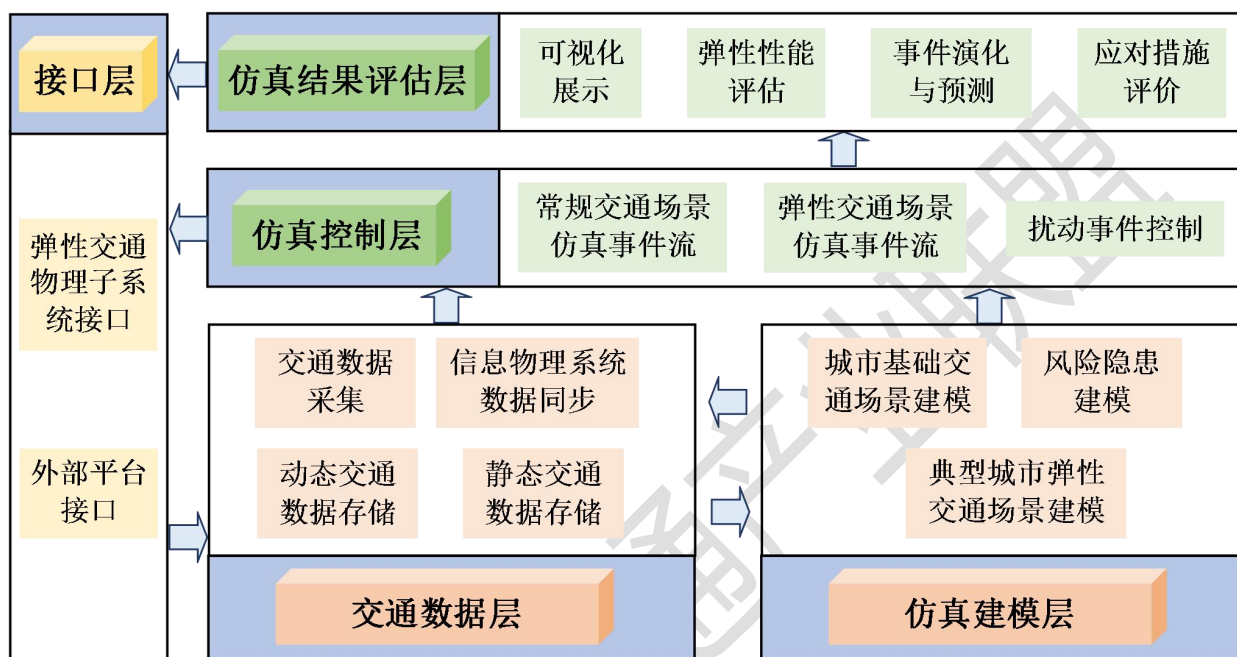 接口层
弹性交通
物理子系
统接口
外部平台
接口
仿真结果评估层
可视化
展示
弹性性能
评估
事件演化
与预测
应对措施
评价
仿真控制层
常规交通场景
仿真事件流
弹性交通场景
仿真事件流
扰动事件控制
交通数据
采集
信息物理系统
数据同步
动态交通
数据存储
静态交通
数据存储
交通数据层
城市基础交
通场景建模
风险隐患
建模
典型城市弹性
交通场景建模
仿真建模层
通产业联盟